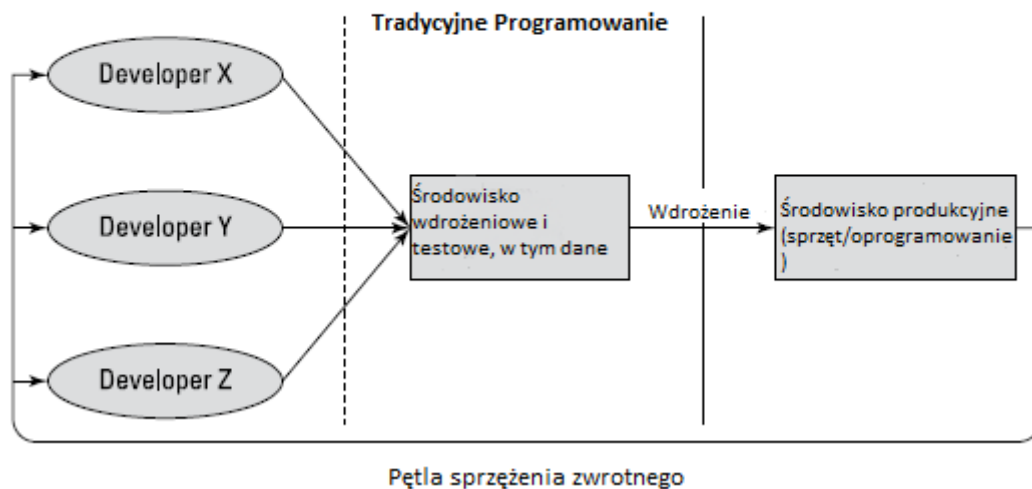 Tradycyjne Programowanie
Developer X
Developer Y
Developer Z
Środowisko
wdrożeniowe i
testowe, w tym dane
Wdrożenie
Środowisko produkcyjne
(sprzęt/oprogramowanie
)
Pętla sprzężenia zwrotnego